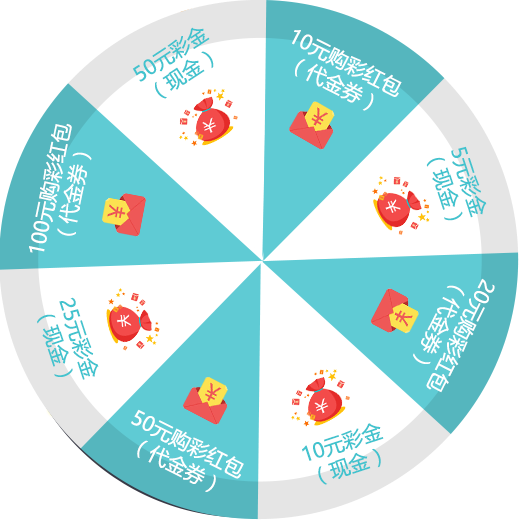 10元购彩红包
（代金券）
5元彩金
（现金）
20元购彩红包
（代金券）
10元彩金
（现金）
50元购彩红包
（代金券）
25元彩金
（现金）
100元购彩红包
（代金券）
50元彩金
（现金）